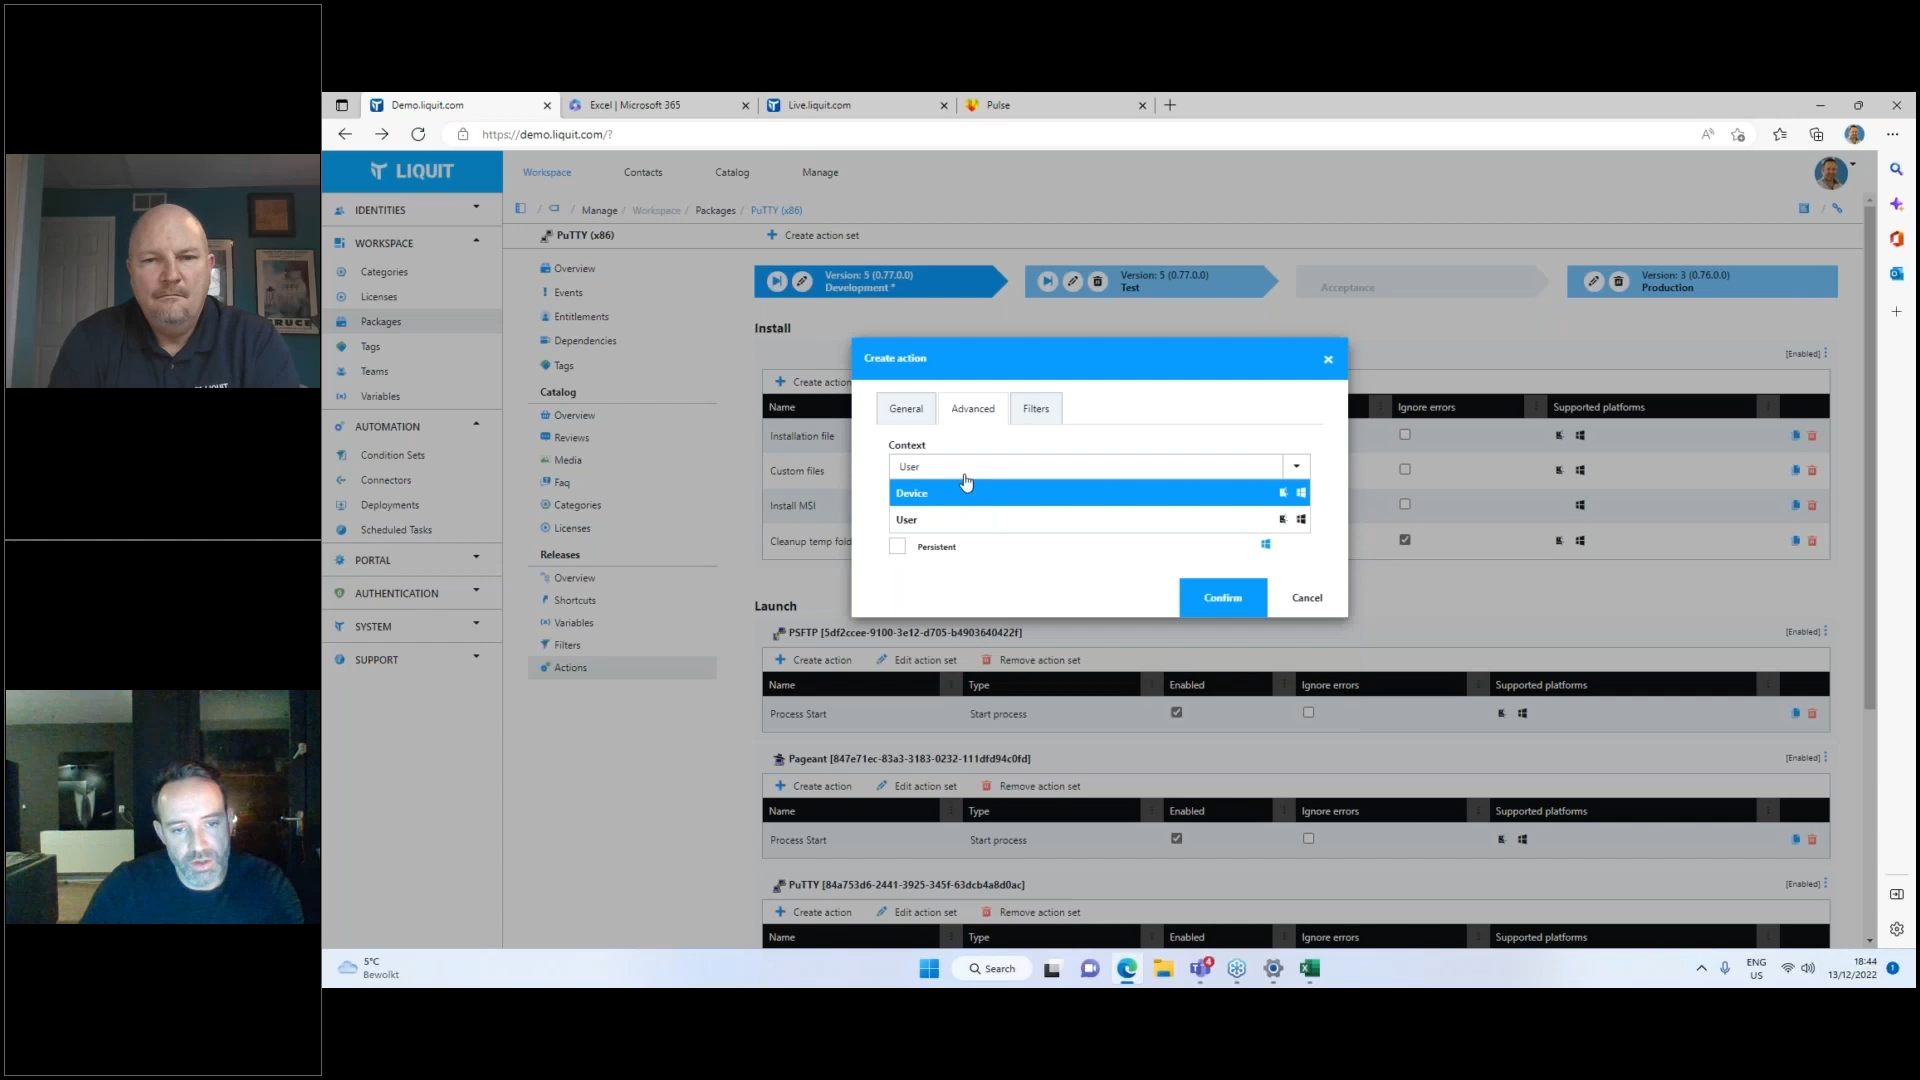 Demo.liquit.com
Excel | Microsoft 365
Live.liquit.com
Pulse
https://demo.liquit.com/?
LIQUIT
Workspace
Contacts
Catalog
Manage
IDENTITIES
WORKSPACE
Categories
Licenses
Packages
Tags
Teams
Variables
AUTOMATION
Condition Sets
Connectors
Deployments
Scheduled Tasks
PORTAL
AUTHENTICATION
SYSTEM
SUPPORT
/ / Manage / Workspace / Packages / PuTTY (x86)
PuTTY (x86)
Create action set
Overview
Events
Entitlements
Dependencies
Tags
Catalog
Overview
Reviews
Media
Faq
Categories
Licenses
Releases
Overview
Shortcuts
Variables
Filters
Actions
Version: 5 (0.77.0.0)
Development *
Version: 5 (0.77.0.0)
Test
Acceptance
Version: 3 (0.76.0.0)
Production
Install
[Enabled]
Create action
Name
Ignore errors
Supported platforms
Installation file
Custom files
Install MSI
Cleanup temp fold
Create action
General
Advanced
Filters
Context
User
Device
User
Persistent
Confirm
Cancel
Launch
PSFTP [5df2ccee-9100-3e12-d705-b4903640422f]
[Enabled]
Create action
Edit action set
Remove action set
Name
Type
Enabled
Ignore errors
Supported platforms
Process Start
Start process
Pageant [847e71ec-83a3-3183-0232-111dfd94c0fd]
[Enabled]
Create action
Edit action set
Remove action set
Name
Type
Enabled
Ignore errors
Supported platforms
Process Start
Start process
PuTTY [84a753d6-2441-3925-345f-63dcb4a8d0ac]
[Enabled]
Create action
Edit action set
Remove action set
Name
Type
Enabled
Ignore errors
Supported platforms
5°C
Bewolkt
Search
4
ENG
US
18:44
13/12/2022
1